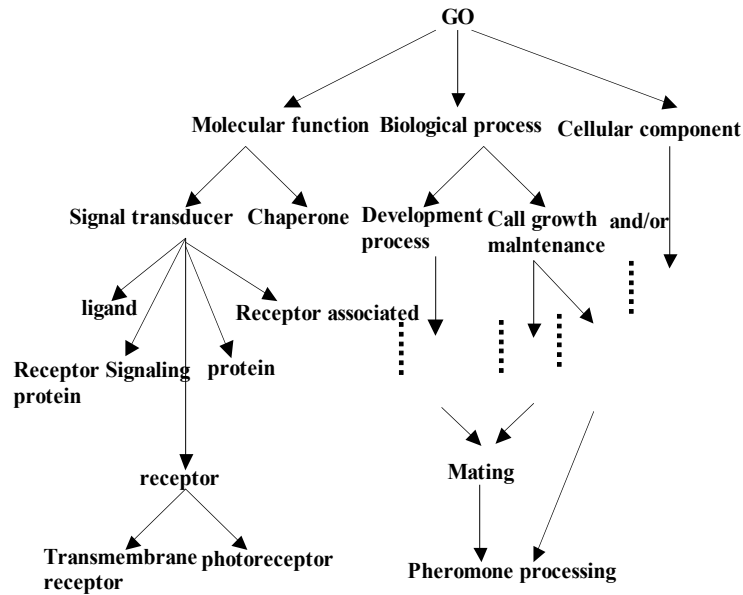 GO
Molecular function
Biological process
Cellular component
Signal transducer
Chaperone
Development
process
Call growth
maIntenance
and/or
ligand
Receptor associated
Receptor Signaling
protein
protein
receptor
Mating
Transmembrane
receptor
photoreceptor
Pheromone processing